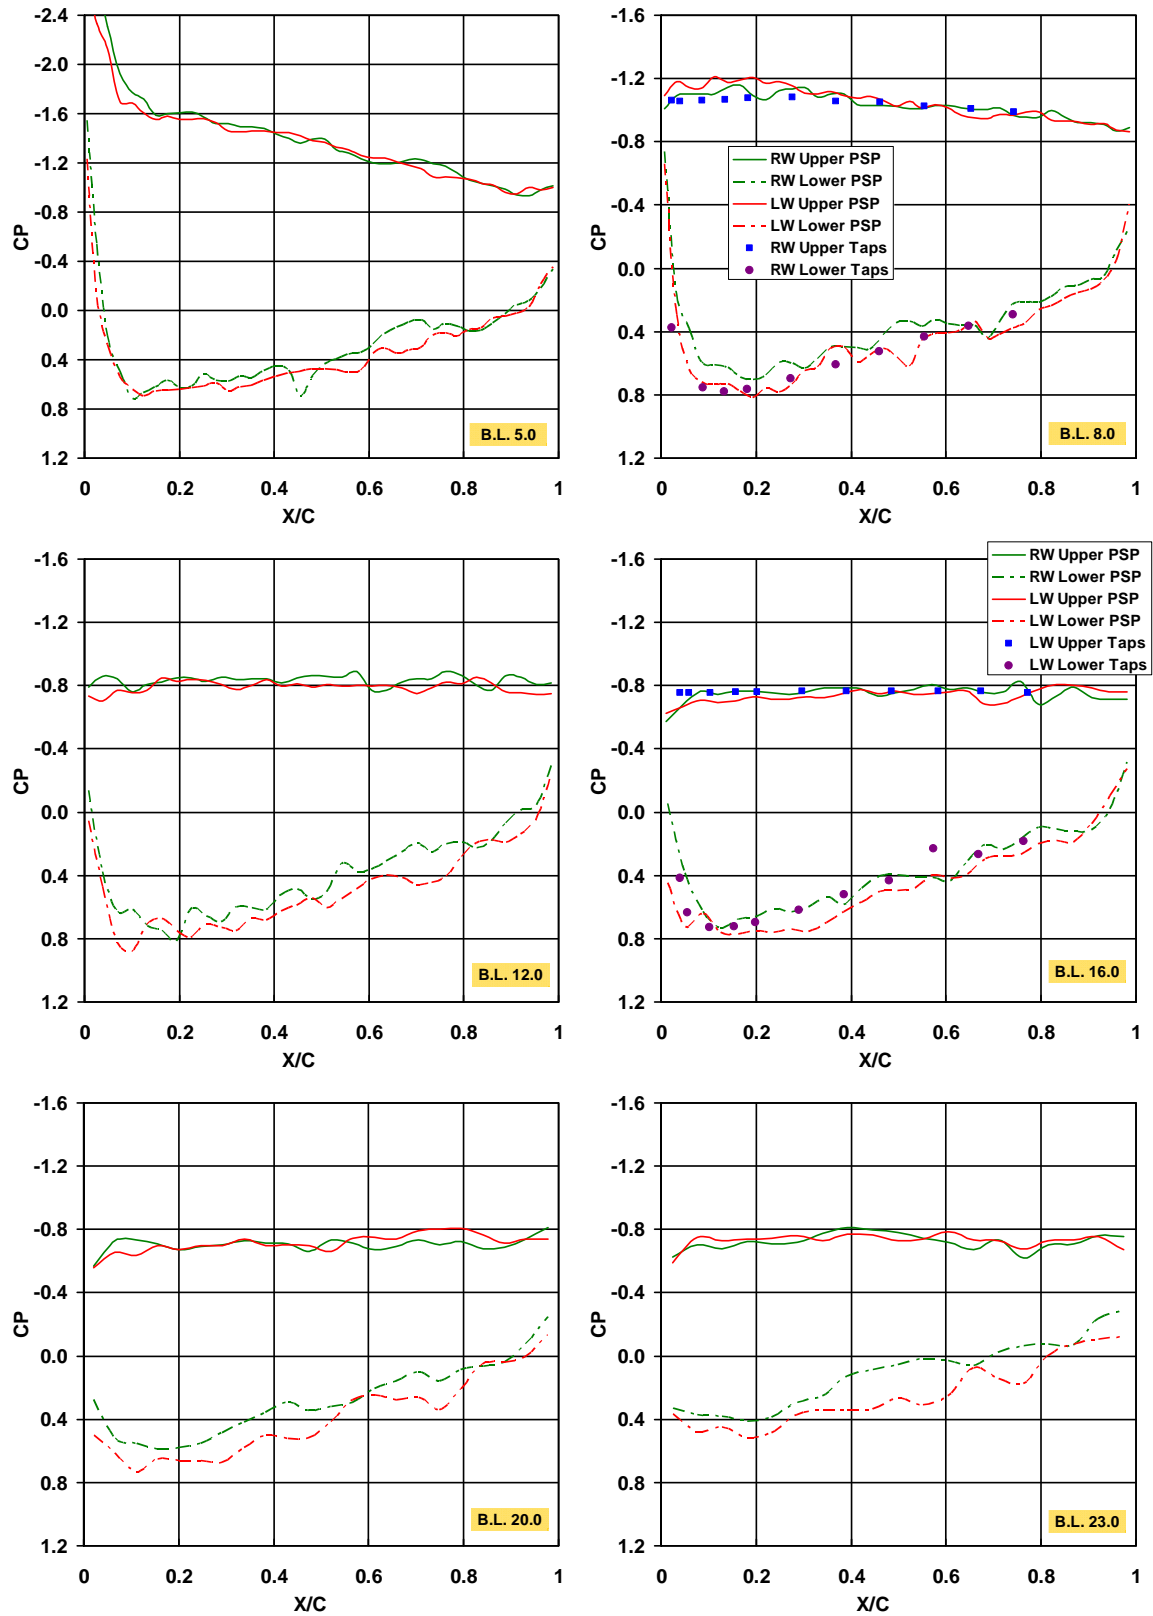 -2.4
-2.0
-1.6
-1.2
-0.8
-0.4
0.0
0.4
0.8
1.2
CP
0 0.2 0.4 0.6 0.8 1
X/C
B.L. 5.0
-1.6
-1.2
-0.8
-0.4
0.0
0.4
0.8
1.2
CP
0 0.2 0.4 0.6 0.8 1
X/C
RW Upper PSP
RW Lower PSP
LW Upper PSP
LW Lower PSP
RW Upper Taps
RW Lower Taps
B.L. 8.0
-1.6
-1.2
-0.8
-0.4
0.0
0.4
0.8
1.2
CP
0 0.2 0.4 0.6 0.8 1
X/C
B.L. 12.0
-1.6
-1.2
-0.8
-0.4
0.0
0.4
0.8
1.2
CP
0 0.2 0.4 0.6 0.8 1
X/C
RW Upper PSP
RW Lower PSP
LW Upper PSP
LW Lower PSP
LW Upper Taps
LW Lower Taps
B.L. 16.0
-1.6
-1.2
-0.8
-0.4
0.0
0.4
0.8
1.2
CP
0 0.2 0.4 0.6 0.8 1
X/C
B.L. 20.0
-1.6
-1.2
-0.8
-0.4
0.0
0.4
0.8
1.2
CP
0 0.2 0.4 0.6 0.8 1
X/C
B.L. 23.0